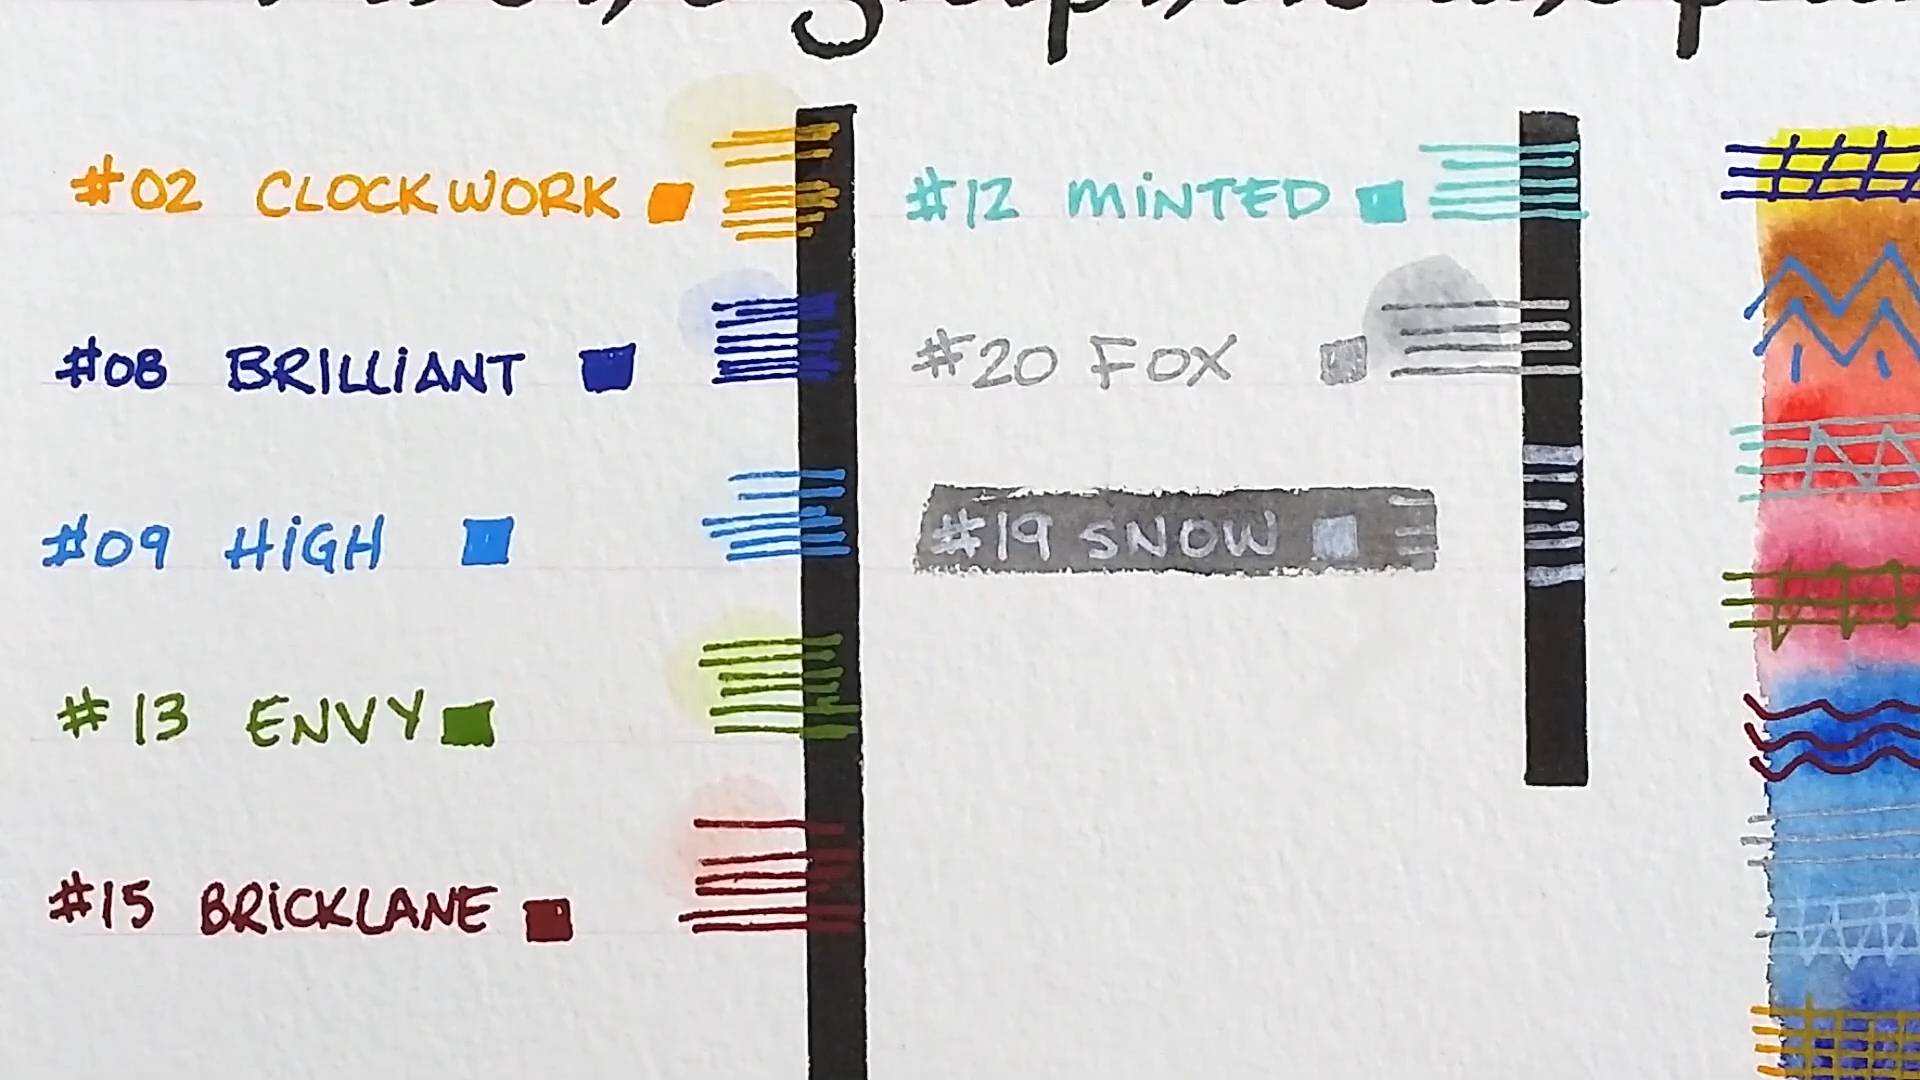 #02 CLOCKWORK
#08 BRILLIANT
#09 HIGH
#13 ENVY
#15 BRICKLANE
#12 MINTED
#20 FOX
#19 SNOW